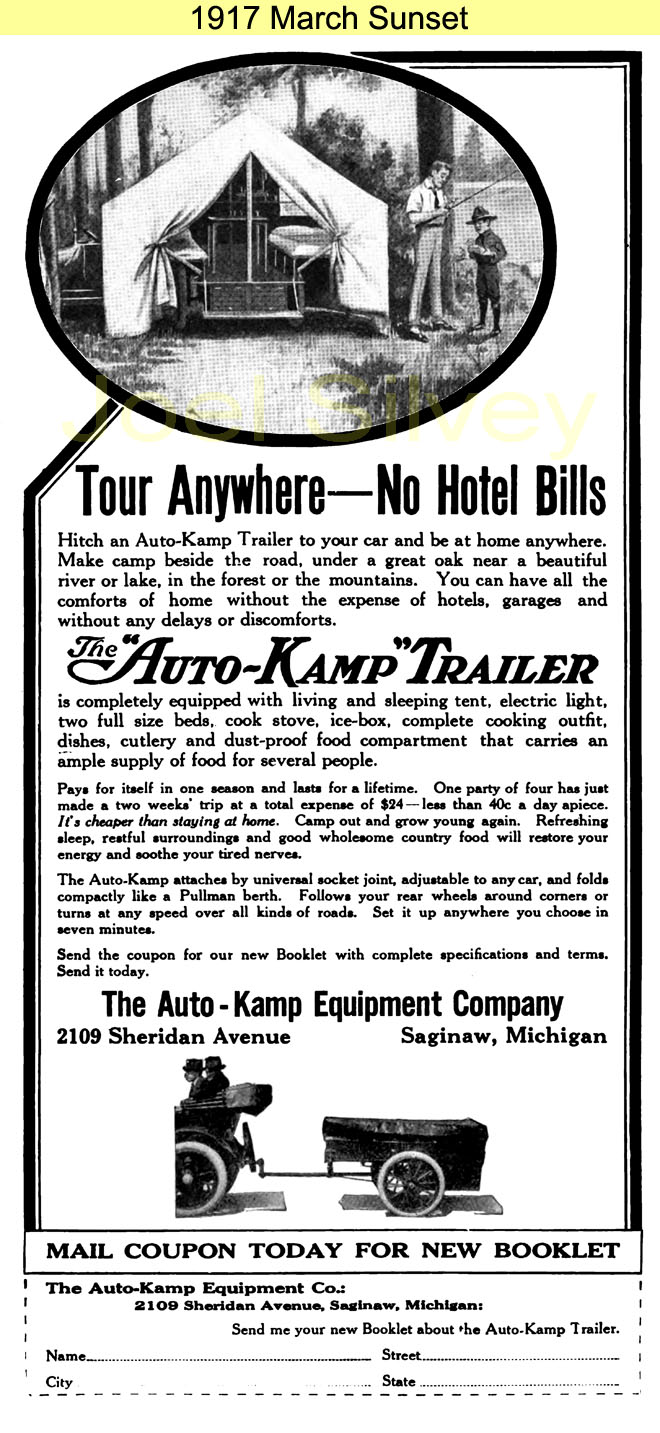 1917 March Sunset
Joel Silvey
Tour Anywhere—No Hotel Bills
Hitch an Auto-Kamp Trailer to your car and be at home anywhere.
Make camp beside the road, under a great oak near a beautiful
river or lake, in the forest or the mountains. You can have all the
comforts of home without the expense of hotels, garages and
without any delays or discomforts.
The "AUTO-KAMP" TRAILER
is completely equipped with living and sleeping tent, electric light,
two full size beds, cook stove, ice-box, complete cooking outfit,
dishes, cutlery and dust-proof food compartment that carries an
ample supply of food for several people.
Pays for itself in one season and lasts for a lifetime. One party of four has just
made a two weeks' trip at a total expense of $24—less than 40c a day apiece.
It's cheaper than staying at home. Camp out and grow young again. Refreshing
sleep, restful surroundings and good wholesome country food will restore your
energy and soothe your tired nerves.
The Auto-Kamp attaches by universal socket joint, adjustable to any car, and folds
compactly like a Pullman berth. Follows your rear wheels around corners or
turns at any speed over all kinds of roads. Set it up anywhere you choose in
seven minutes.
Send the coupon for our new Booklet with complete specifications and terms.
Send it today.
The Auto-Kamp Equipment Company
2109 Sheridan Avenue Saginaw, Michigan
MAIL COUPON TODAY FOR NEW BOOKLET
The Auto-Kamp Equipment Co.:
2109 Sheridan Avenue, Saginaw, Michigan:
Send me your new Booklet about the Auto-Kamp Trailer.
Name Street
City State